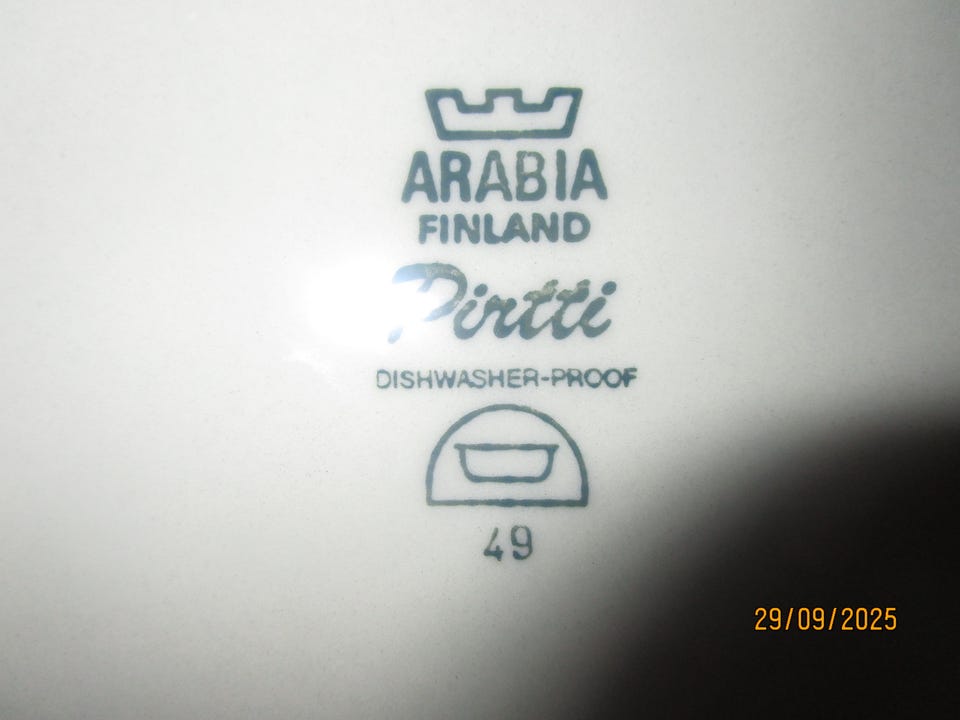 ARABIA
FINLAND
Pirtti
DISHWASHER-PROOF
49
29/09/2025